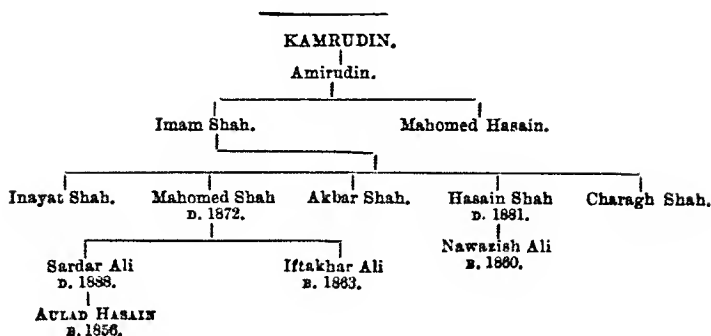 KAMRUDIN.
Amirudin.
Imam Shah. Mahomed Hasain.
Inayat Shah. Mahomed Shah Akbar Shah. Hasain Shah Charagh Shah.
D. 1872. D. 1881.
Nawazish Ali
Sardar Ali Iftakhar Ali B. 1860.
D. 1888. B. 1863.
AULAD HASAIN
B. 1856.